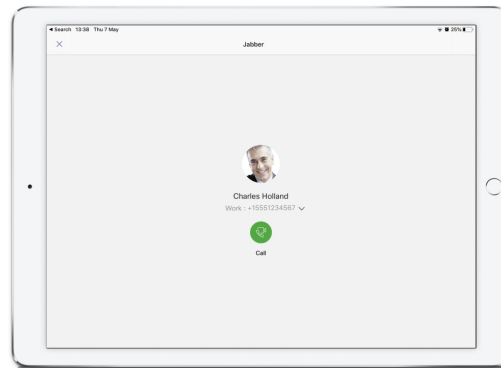 Search 13:38 Thu 7 May
25%
Jabber
Charles Holland
Work : +15551234567
Call